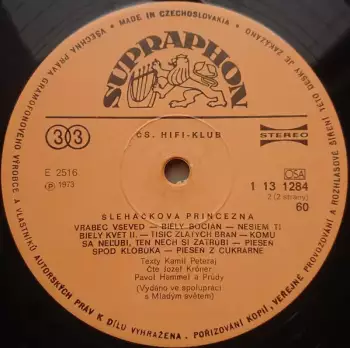 MADE IN CZECHOSLOVAKIA • VŠECHNA PRÁVA GRAMOFONOVÉHO VÝROBCE A VLASTNÍKŮ AUTORSKÝCH PRÁV K DÍLU VYHRAZENA. POŘIZOVÁNÍ KOPIÍ, VEŘEJNÉ PROVOZOVÁNÍ A ROZHLASOVÉ ŠÍŘENÍ TÉTO DESKY JE ZAKÁZÁNO
SUPRAPHON
33
ČS. HIFI-KLUB
STEREO
E 2516
Ⓟ 1973
OSA
1 13 1284
2 (2 strany)
60
ŠLEHAČKOVÁ PRINCEZNA
VRABEC VŠEVED — BIELY BOCIAN — NESIEM TI
BIELY KVET II. — TISÍC ZLATÝCH BRÁN — KOMU
SA NEĽÚBI, TEN NECH SI ZATRÚBI — PIESEŇ
SPOD KLOBÚKA — PIESEŇ Z CUKRÁRNE
Texty Kamil Peteraj
Čte Jozef Króner
Pavol Hammel a Prúdy
(Vydáno ve spolupráci
s Mladým světem)